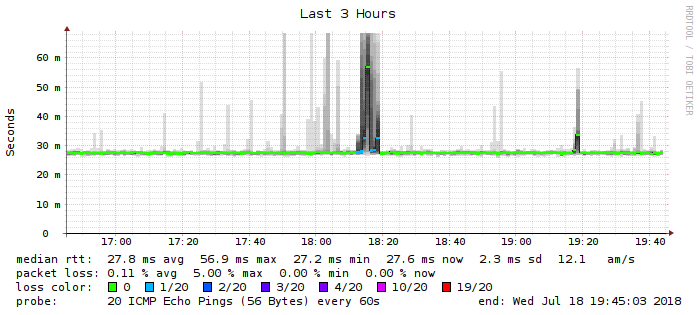 Last 3 Hours
RRDTOOL / TOBI OETIKER
Seconds
60 m
50 m
40 m
30 m
20 m
10 m
0
17:00 17:20 17:40 18:00 18:20 18:40 19:00 19:20 19:40
median rtt: 27.8 ms avg 56.9 ms max 27.2 ms min 27.6 ms now 2.3 ms sd 12.1 am/s
packet loss: 0.11 % avg 5.00 % max 0.00 % min 0.00 % now
loss color: 0 1/20 2/20 3/20 4/20 10/20 19/20
probe: 20 ICMP Echo Pings (56 Bytes) every 60s end: Wed Jul 18 19:45:03 2018